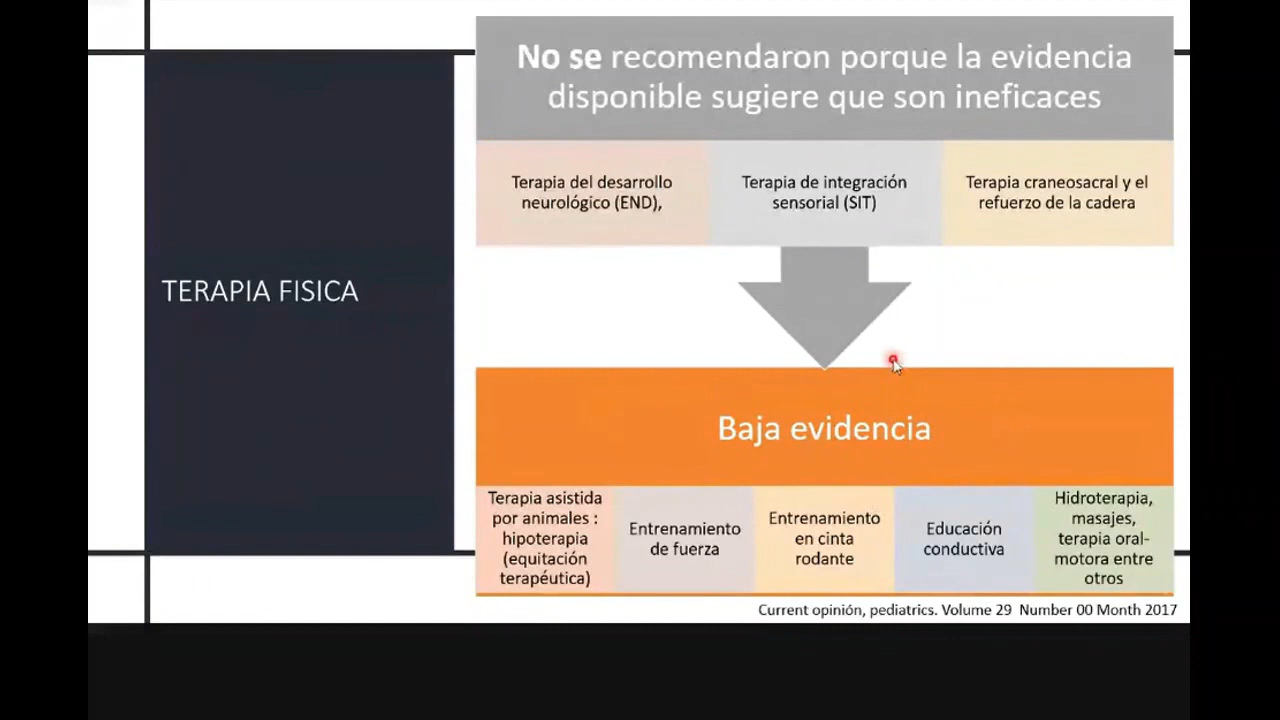 TERAPIA FISICA
No se recomendaron porque la evidencia
disponible sugiere que son ineficaces
Terapia del desarrollo
neurológico (END),
Terapia de integración
sensorial (SIT)
Terapia craneosacral y el
refuerzo de la cadera
Baja evidencia
Terapia asistida
por animales :
hipoterapia
(equitación
terapéutica)
Entrenamiento
de fuerza
Entrenamiento
en cinta
rodante
Educación
conductiva
Hidroterapia,
masajes,
terapia oral-
motora entre
otros
Current opinión, pediatrics. Volume 29 Number 00 Month 2017